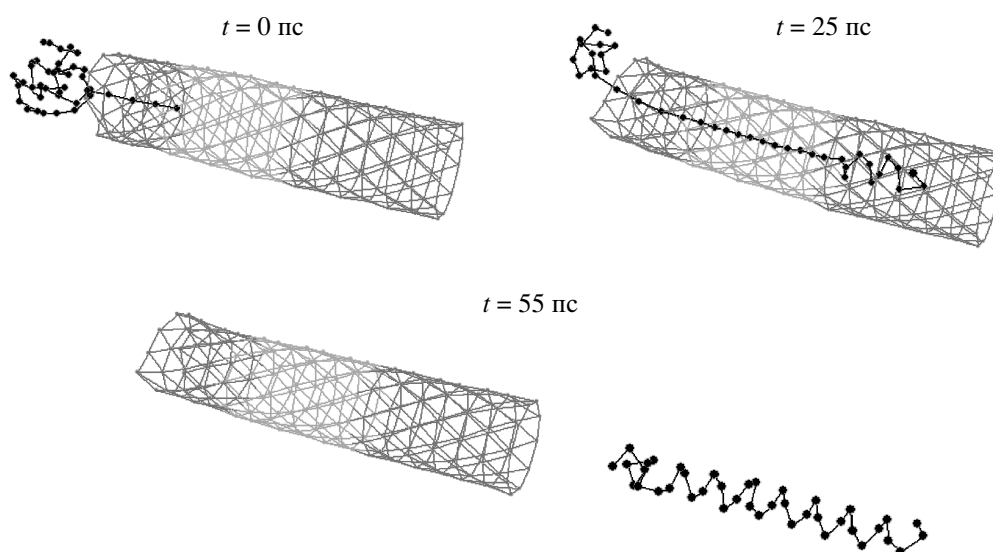 t = 0 пс
t = 25 пс
t = 55 пс